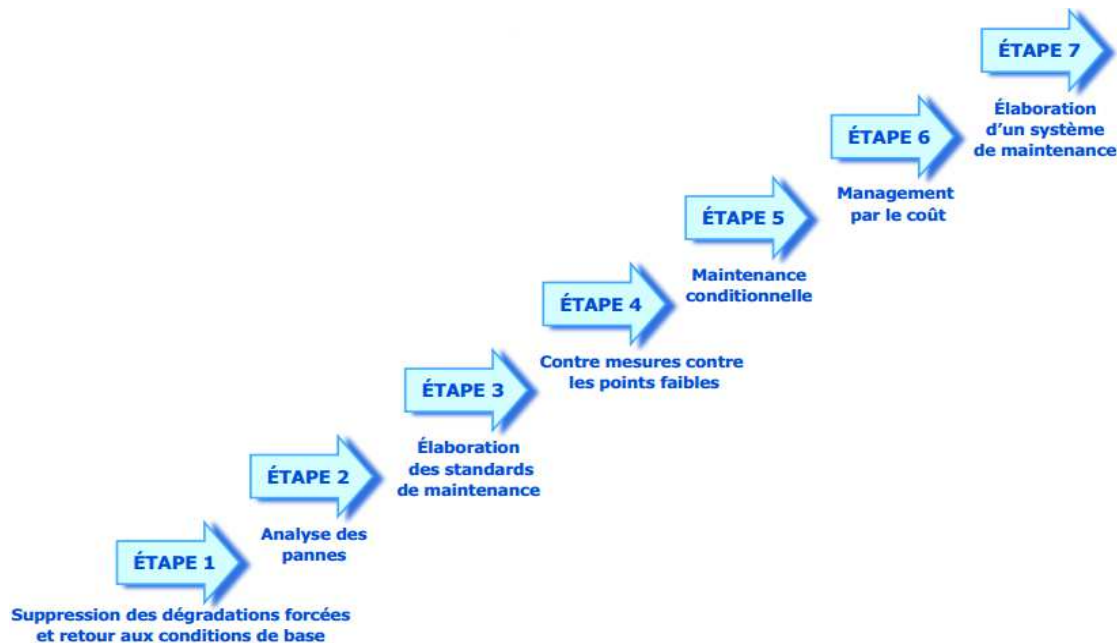 ÉTAPE 1
Suppression des dégradations forcées
et retour aux conditions de base
ÉTAPE 2
Analyse des
pannes
ÉTAPE 3
Élaboration
des standards
de maintenance
ÉTAPE 4
Contre mesures contre
les points faibles
ÉTAPE 5
Maintenance
conditionnelle
ÉTAPE 6
Management
par le coût
ÉTAPE 7
Élaboration
d'un système
de maintenance